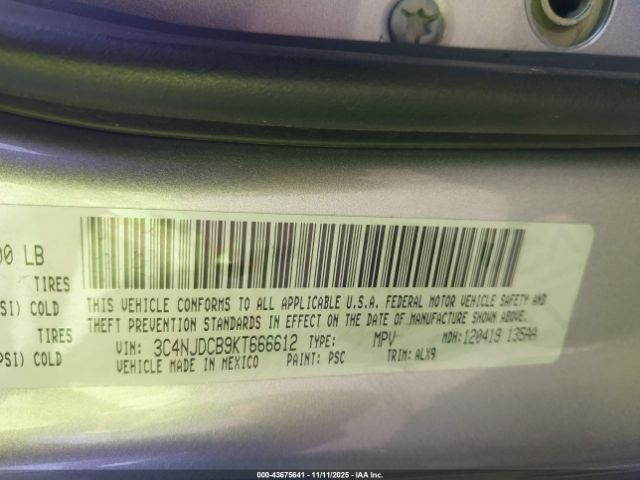 00 LB
TIRES
SI) COLD
TIRES
PSI) COLD
THIS VEHICLE CONFORMS TO ALL APPLICABLE U.S.A. FEDERAL MOTOR VEHICLE SAFETY AND
THEFT PREVENTION STANDARDS IN EFFECT ON THE DATE OF MANUFACTURE SHOWN ABOVE.
VIN: 3C4NJDCB9KT666612 TYPE: MPV MDH: 120419 135AA
VEHICLE MADE IN MEXICO PAINT: PSC TRIM: ALX9
000-43675641 - 11/11/2025 - IAA Inc.